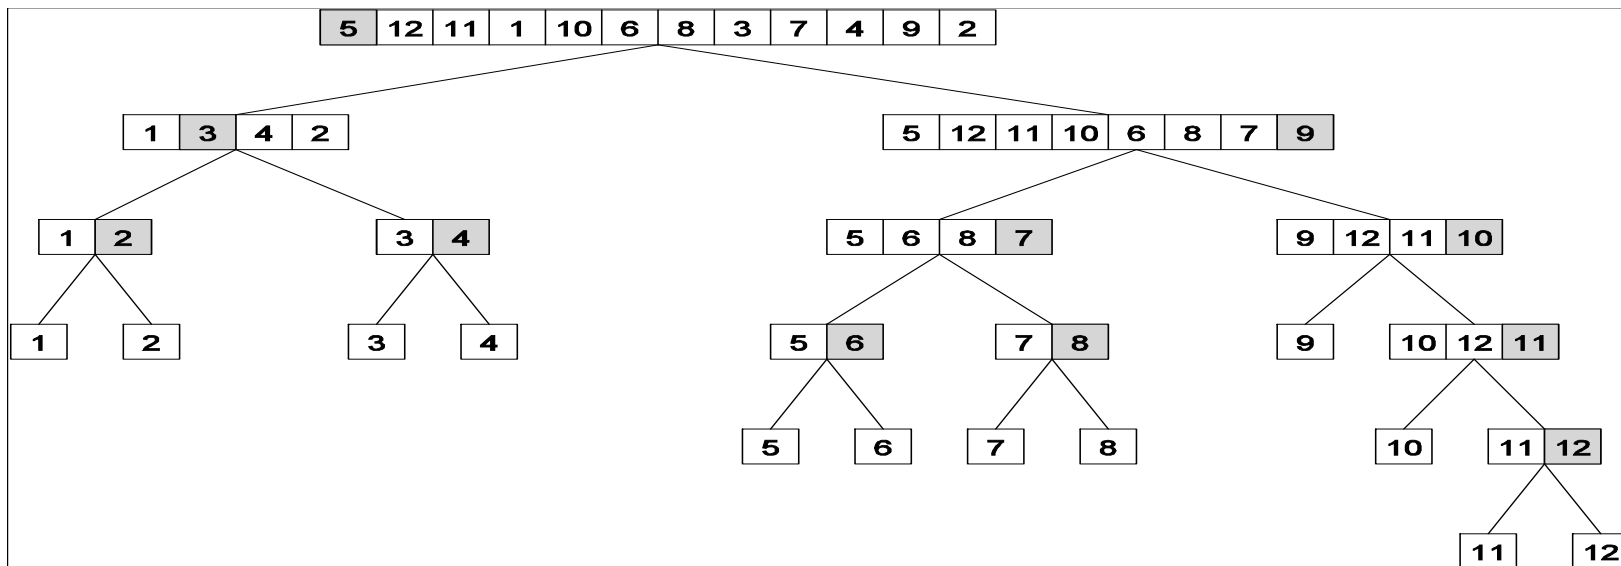 5 12 11 1 10 6 8 3 7 4 9 2
1 3 4 2 5 12 11 10 6 8 7 9
1 2 3 4 5 6 8 7 9 12 11 10
1 2 3 4 5 6 7 8 9 10 12 11
5 6 7 8 10 11 12
11 12